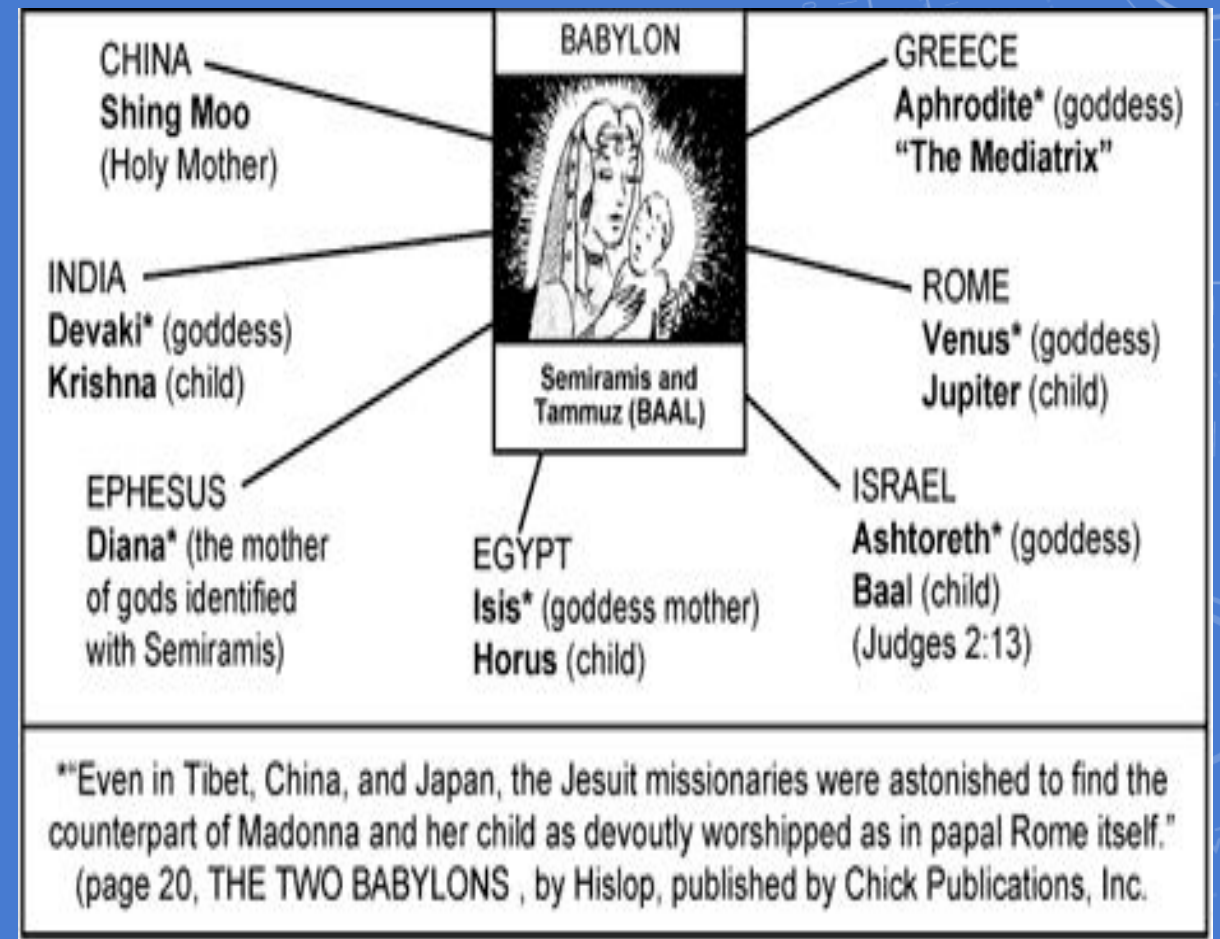 BABYLON
Semiramis and
Tammuz (BAAL)
CHINA
Shing Moo
(Holy Mother)
INDIA
Devaki* (goddess)
Krishna (child)
EPHESUS
Diana* (the mother
of gods identified
with Semiramis)
EGYPT
Isis* (goddess mother)
Horus (child)
GREECE
Aphrodite* (goddess)
“The Mediatrix”
ROME
Venus* (goddess)
Jupiter (child)
ISRAEL
Ashtoreth* (goddess)
Baal (child)
(Judges 2:13)
*“Even in Tibet, China, and Japan, the Jesuit missionaries were astonished to find the
counterpart of Madonna and her child as devoutly worshipped as in papal Rome itself.”
(page 20, THE TWO BABYLONS , by Hislop, published by Chick Publications, Inc.